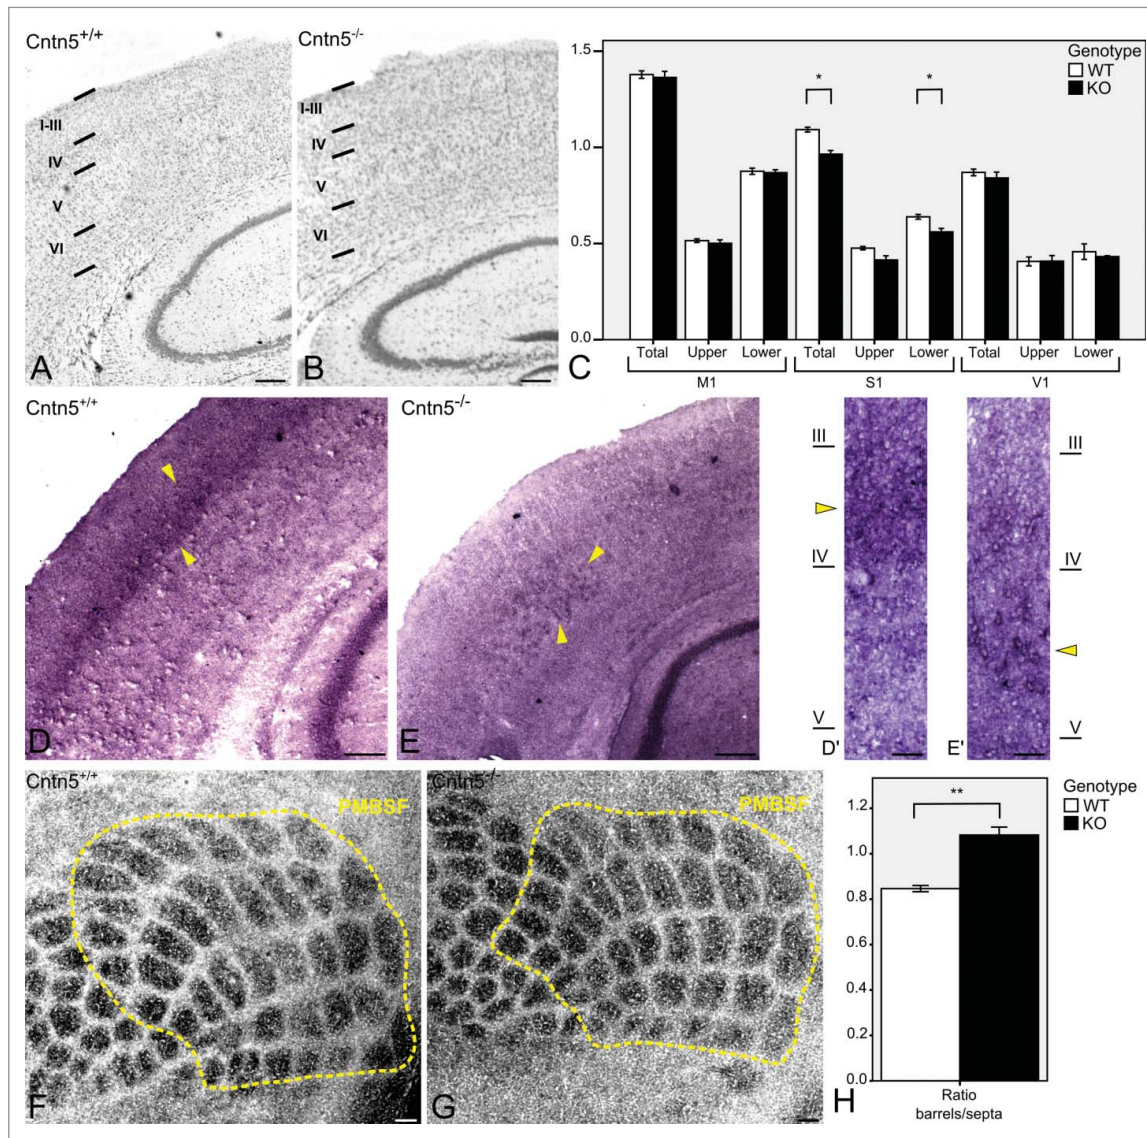 Cntn5+/+
Cntn5-/-
I-III
IV
V
VI
A
I-III
IV
V
VI
B
1.5
1.0
0.5
0.0
Genotype
WT
KO
*
*
Total Upper Lower Total Upper Lower Total Upper Lower
M1 S1 V1
C
Cntn5+/+
D
Cntn5-/-
E
III
IV
V
D'
III
IV
V
E'
Cntn5+/+
PMBSF
F
Cntn5-/-
PMBSF
G
Genotype
WT
KO
**
1.2
1.0
0.8
0.6
0.4
0.2
0.0
Ratio
barrels/septa
H